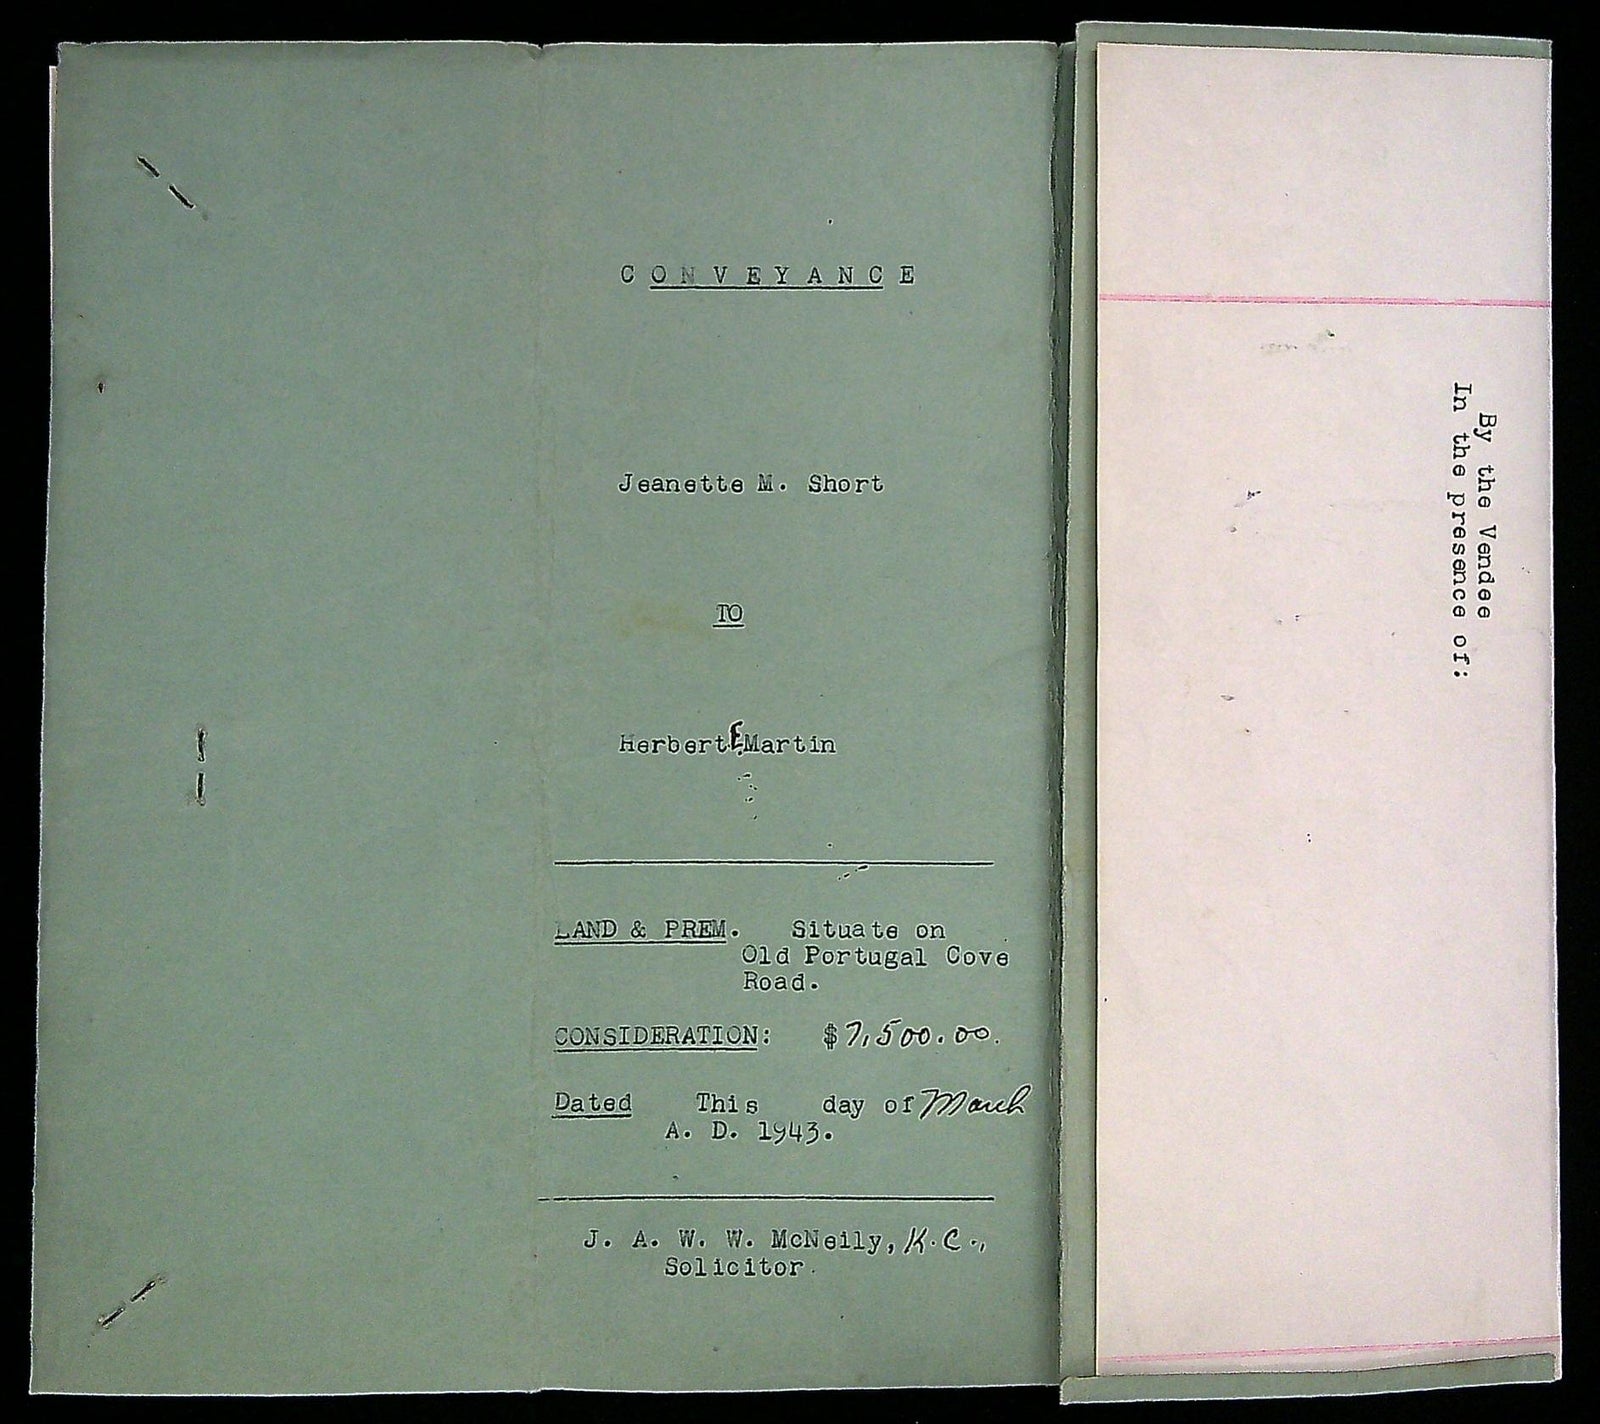 CONVEYANCE
Jeanette M. Short
TO
Herbert E. Martin
LAND & PREM. Situate on
Old Portugal Cove
Road.
CONSIDERATION: $7,500.00.
Dated This day of March
A. D. 1943.
J. A. W. W. McNeily, K.C.,
Solicitor.
By the Vendee
In the presence of: